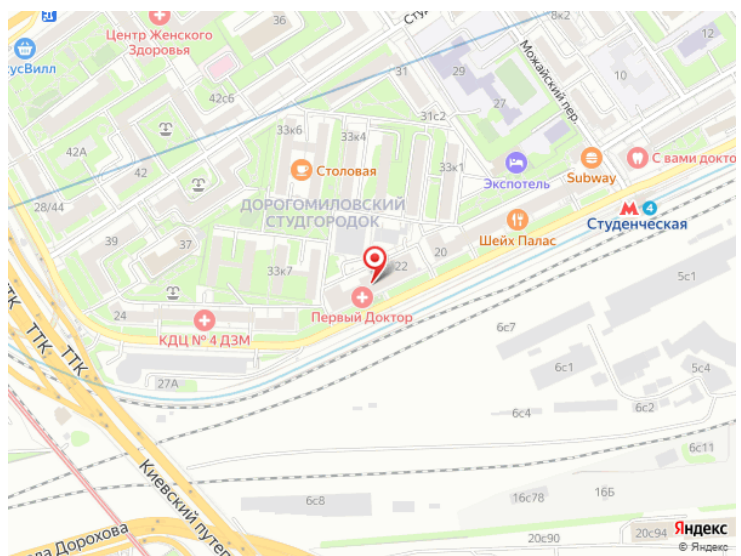 36
Центр Женского
Здоровья
усВилл
8к2
12
Можайский пер.
10
42с6
31
29
27
31с2
33к6
33к4
33к1
42А
Столовая
Экспотель
Subway
С вами докто
28/44
ДОРОГОМИЛОВСКИЙ
СТУДГОРОДОК
4
Студенческая
Шейх Палас
39
37
20
22
33к7
5с1
24
Первый Доктор
КДЦ № 4 ДЗМ
6с7
ТТК
ТТК
ТТК
27А
6с1
5с4
6с4
6с2
6с11
Киевский путеп
6с8
16с78
16Б
ла Дорохова
20с90
20с94
Яндекс
© Яндекс